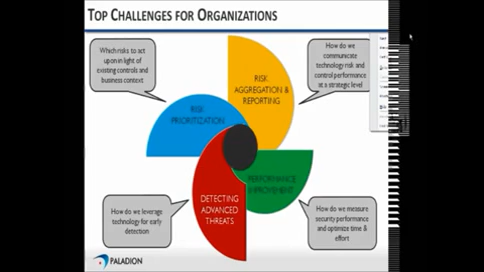 TOP CHALLENGES FOR ORGANIZATIONS
Which risks to act
upon in light of
existing controls and
business context
How do we
communicate
technology risk and
control performance
at a strategic level
RISK
AGGREGATION &
REPORTING
RISK
PRIORITIZATION
PERFORMANCE
IMPROVEMENT
DETECTING
ADVANCED
THREATS
How do we leverage
technology for early
detection
How do we measure
security performance
and optimize time &
effort
PALADION